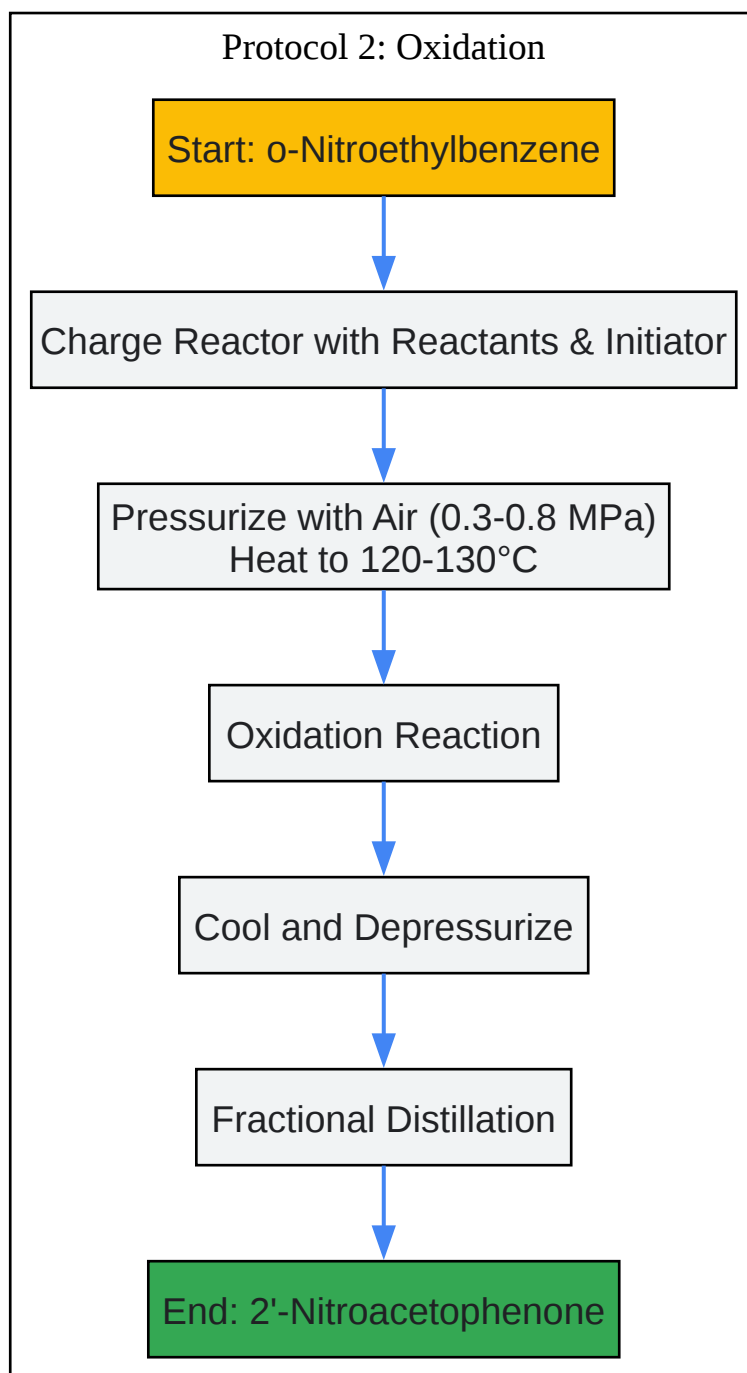 Protocol 2: Oxidation
Start: o-Nitroethylbenzene
Charge Reactor with Reactants & Initiator
Pressurize with Air (0.3-0.8 MPa)
Heat to 120-130°C
Oxidation Reaction
Cool and Depressurize
Fractional Distillation
End: 2'-Nitroacetophenone